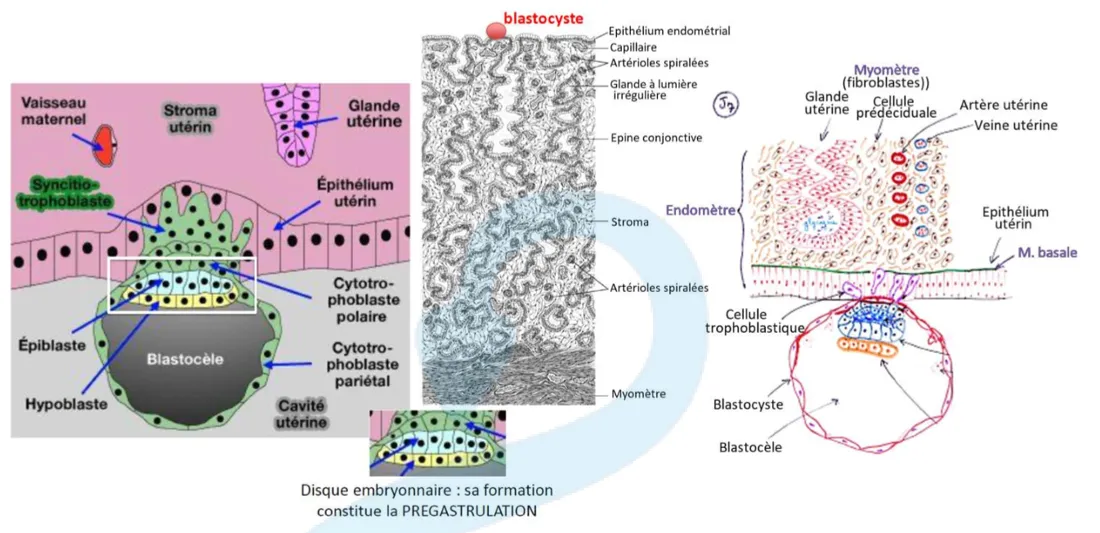 blastocyste
Vaisseau
maternel
Stroma
utérin
Glande
utérine
Syncitio-
trophoblaste
Épithélium
utérin
Cytotro-
phoblaste
polaire
Épiblaste
Blastocèle
Cytotro-
phoblaste
pariétal
Hypoblaste
Cavité
utérine
Epithélium endométrial
Capillaire
Artérioles spiralées
Glande à lumière
irrégulière
Epine conjonctive
Stroma
Artérioles spiralées
Myomètre
Disque embryonnaire : sa formation
constitue la PREGASTRULATION
J7
Myomètre
(fibroblastes))
Glande
utérine
Cellule
prédéciduale
Artère utérine
Veine utérine
Endomètre
Epithélium
utérin
M. basale
Cellule
trophoblastique
Blastocyste
Blastocèle